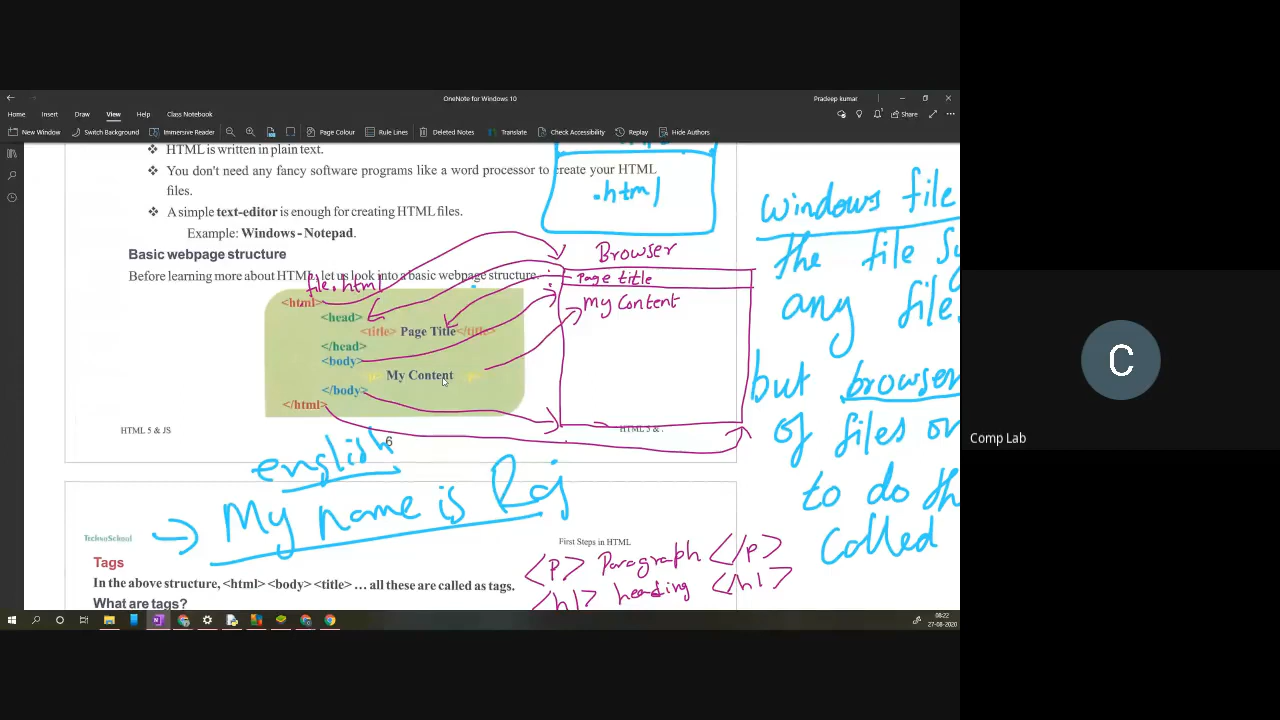 OneNote for Windows 10
Pradeep kumar
Home Insert Draw View Help Class Notebook
Share
New Window Switch Background Immersive Reader Page Colour Rule Lines Deleted Notes Translate Check Accessibility Replay Hide Authors
❖ HTML is written in plain text.
❖ You don't need any fancy software programs like a word processor to create your HTML
files.
❖ A simple text-editor is enough for creating HTML files.
Example: Windows - Notepad.
.html
Basic webpage structure
Before learning more about HTML, let us look into a basic webpage structure.
file.html
<html>
<head>
<title> Page Title</title>
</head>
<body>
My Content
</body>
</html>
Browser
Page title
My Content
HTML 5 & JS
6
HTML 5 &
windows file
the file
any file
but browser
of files or
to do th
called
english
My name is Raj
TechnoSchool
First Steps in HTML
<P> Paragraph </p>
<h1> heading </h1>
Tags
In the above structure, <html> <body> <title> … all these are called as tags.
What are tags?
08:22
27-08-2020
C
Comp Lab